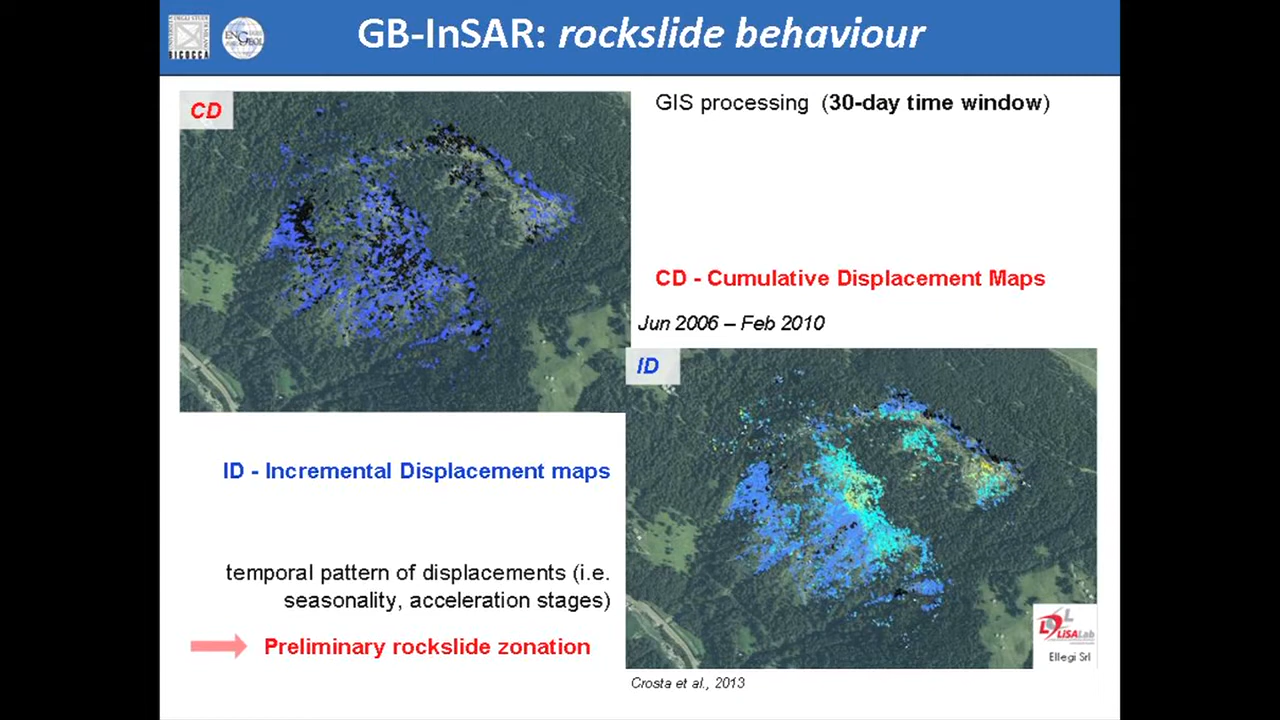 GB-InSAR: rockslide behaviour
BICOCCA
CD
GIS processing (30-day time window)
CD - Cumulative Displacement Maps
Jun 2006 – Feb 2010
ID
ID - Incremental Displacement maps
temporal pattern of displacements (i.e.
seasonality, acceleration stages)
Preliminary rockslide zonation
LiSALab
Ellegi Srl
Crosta et al., 2013